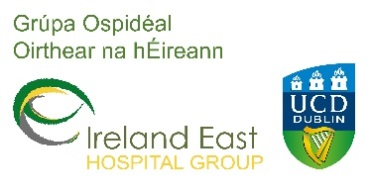 Grúpa Ospidéal
Oirthear na hÉireann
Ireland East
HOSPITAL GROUP
UCD
DUBLIN